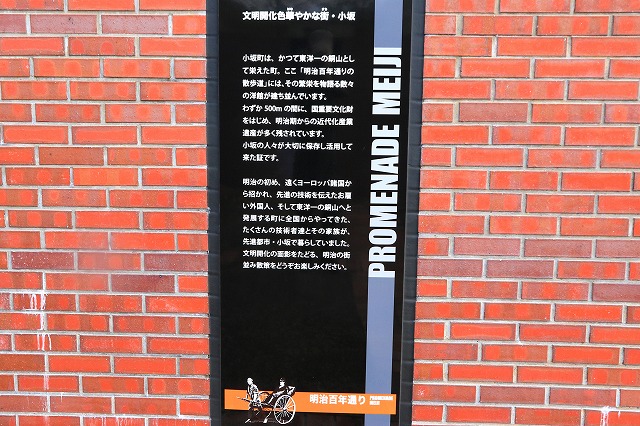 文明開化色華やかな街・小坂
小坂町は、かつて東洋一の銅山とし
て栄えた町。ここ「明治百年通りの
散歩道」には、その繁栄を物語る数々
の洋館が建ち並んでいます。
わずか 500m の間に、国重要文化財
をはじめ、明治期からの近代化産業
遺産が多く残されています。
小坂の人々が大切に保存し活用して
来た証です。
明治の初め、遠くヨーロッパ諸国か
ら招かれ、先進の技術を伝えたお雇
い外国人、そして東洋一の銅山へと
発展する町に全国からやってきた、
たくさんの技術者達とその家族が、
先進都市・小坂で暮らしていました。
文明開化の面影をたどる、明治の街
並み散策をどうぞお楽しみください。
PROMENADE MEIJI
明治百年通り
PROMENADE
MEIJI